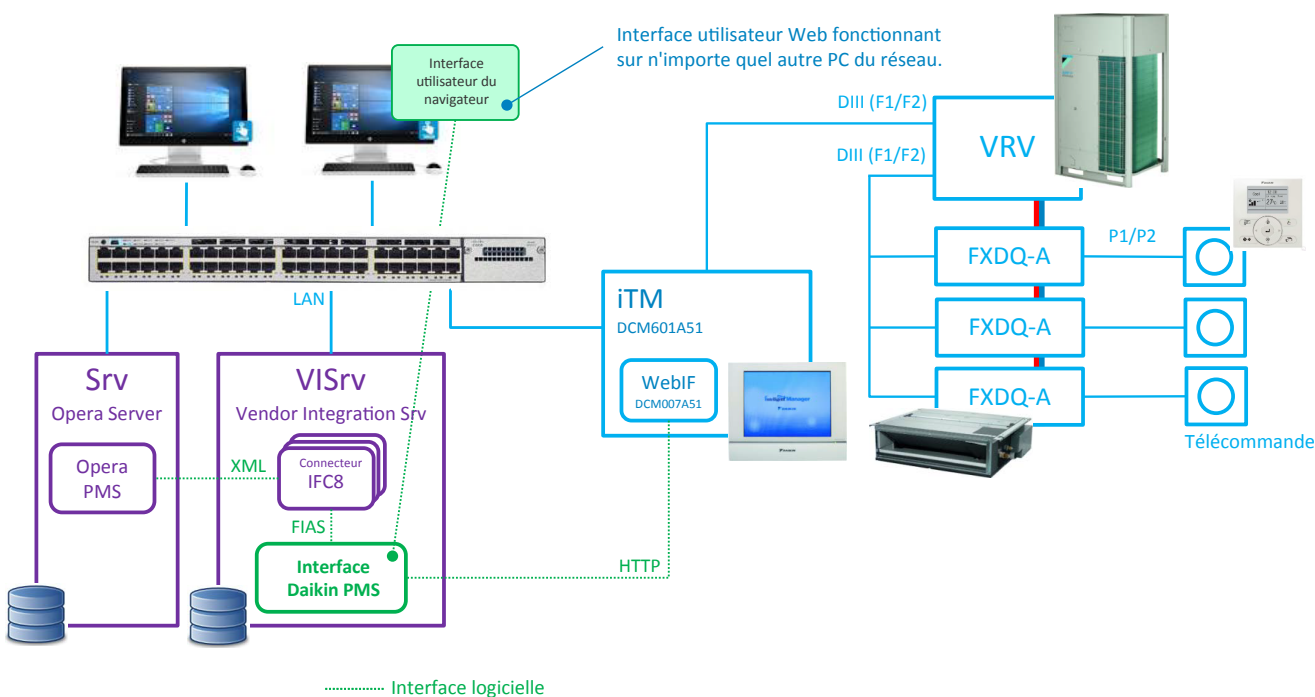 Interface utilisateur Web fonctionnant
sur n'importe quel autre PC du réseau.
Interface
utilisateur du
navigateur
DIII (F1/F2)
DIII (F1/F2)
VRV
FXDQ-A
P1/P2
FXDQ-A
FXDQ-A
Télécommande
LAN
iTM
DCM601A51
WebIF
DCM007A51
Srv
Opera Server
Opera
PMS
XML
VISrv
Vendor Integration Srv
Connecteur
IFC8
FIAS
Interface
Daikin PMS
HTTP
Interface logicielle